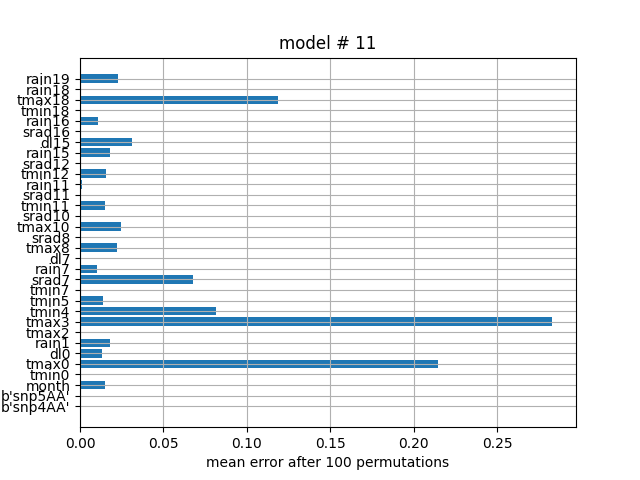 model # 11
rain19
rain18
tmax18
tmin18
rain16
srad16
dl15
rain15
srad12
tmin12
rain11
srad11
tmin11
srad10
tmax10
srad8
tmax8
dl7
rain7
srad7
tmin7
tmin5
tmin4
tmax3
tmax2
rain1
dl0
tmax0
tmin0
month
b'snp5AA'
b'snp4AA'
0.00 0.05 0.10 0.15 0.20 0.25
mean error after 100 permutations